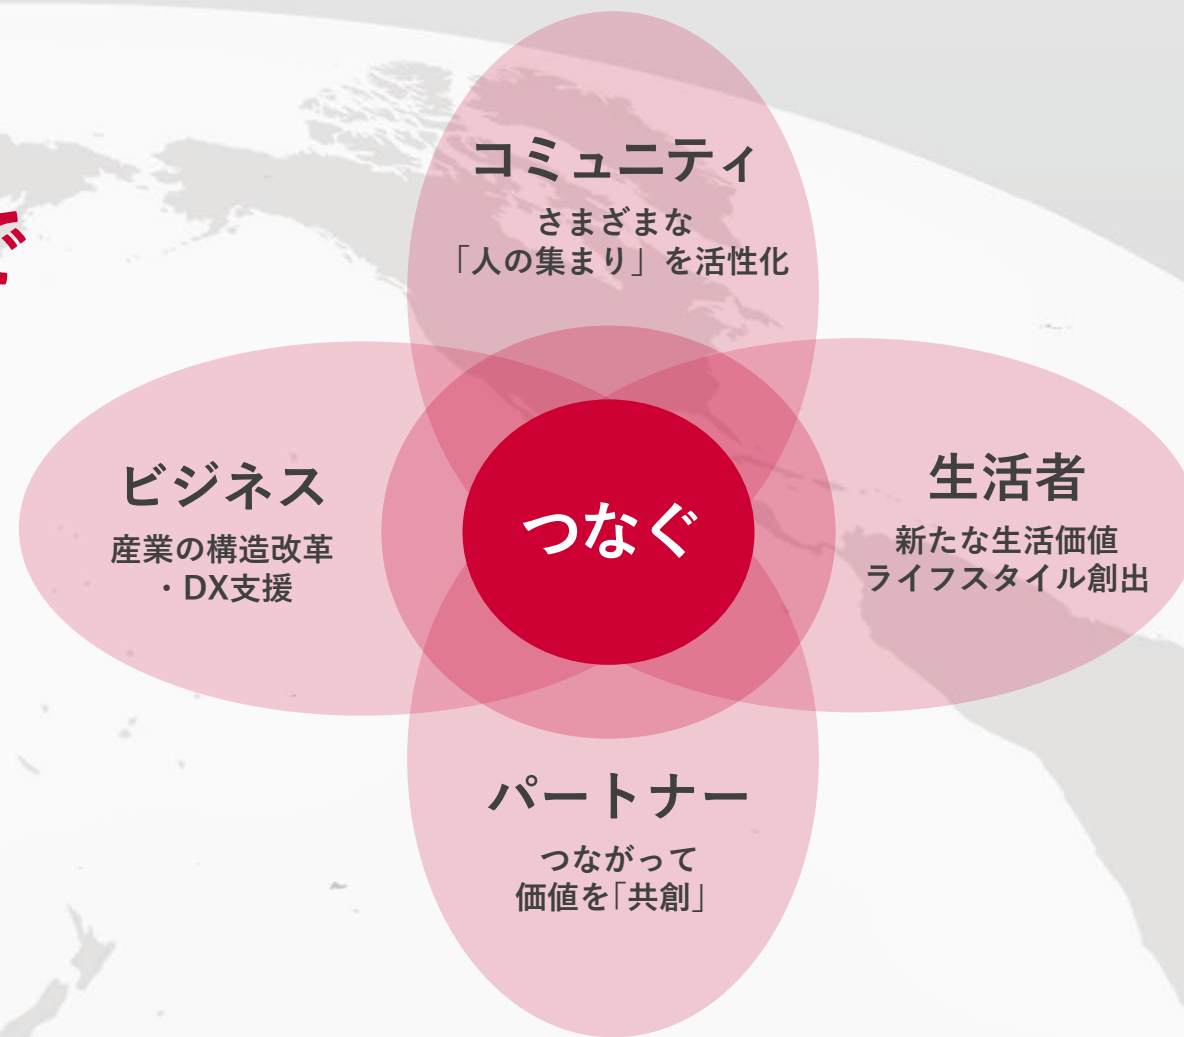 コミュニティ
さまざまな
「人の集まり」を活性化
で
ビジネス
産業の構造改革
・DX支援
つなぐ
生活者
新たな生活価値
ライフスタイル創出
パートナー
つながって
価値を「共創」